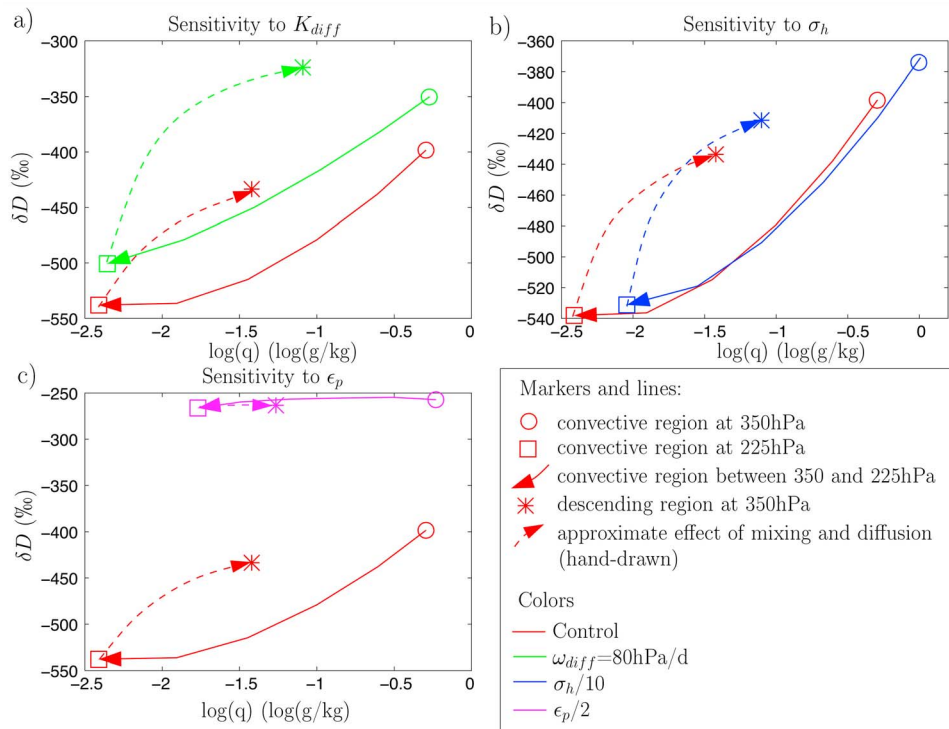 a)
Sensitivity to K_diff
-300
-350
-400
-450
-500
-550
δD (‰)
-2.5 -2 -1.5 -1 -0.5 0
log(q) (log(g/kg)
b)
Sensitivity to σ_h
-360
-380
-400
-420
-440
-460
-480
-500
-520
-540
δD (‰)
-2.5 -2 -1.5 -1 -0.5 0
log(q) (log(g/kg)
c)
Sensitivity to ϵ_p
-250
-300
-350
-400
-450
-500
-550
δD (‰)
-2.5 -2 -1.5 -1 -0.5 0
log(q) (log(g/kg)
Markers and lines:
convective region at 350hPa
convective region at 225hPa
convective region between 350 and 225hPa
descending region at 350hPa
approximate effect of mixing and diffusion
(hand-drawn)
Colors
Control
ω_diff=80hPa/d
σ_h/10
ϵ_p/2